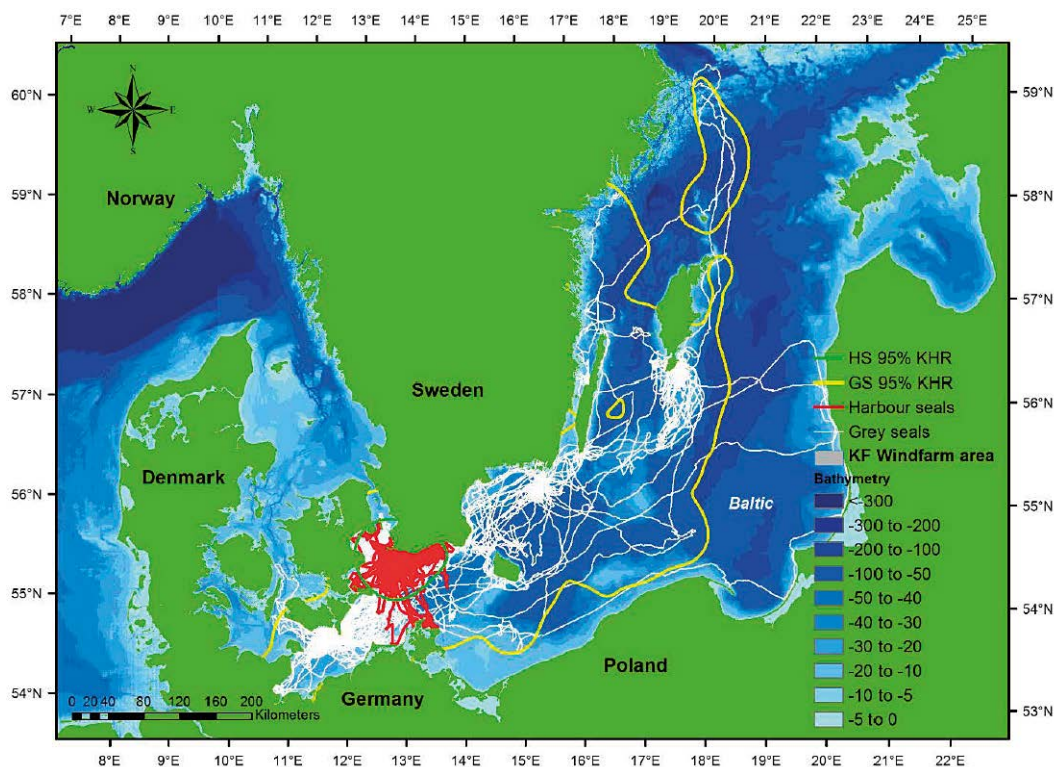 7°E 8°E 9°E 10°E 11°E 12°E 13°E 14°E 15°E 16°E 17°E 18°E 19°E 20°E 21°E 22°E 23°E 24°E 25°E
60°N
59°N
N
W E
S
Norway
59°N
58°N
58°N
57°N
HS 95% KHR
57°N
GS 95% KHR
Sweden
Harbour seals
56°N
Grey seals
KF Windfarm area
Denmark
Bathymetry
56°N
55°N
Baltic
<-300
-300 to -200
-200 to -100
-100 to -50
55°N
54°N
-50 to -40
-40 to -30
Poland
-30 to -20
Germany
-20 to -10
54°N
-10 to -5
53°N
0 20 40 80 120 160 200
Kilometers
-5 to 0
8°E 9°E 10°E 11°E 12°E 13°E 14°E 15°E 16°E 17°E 18°E 19°E 20°E 21°E 22°E